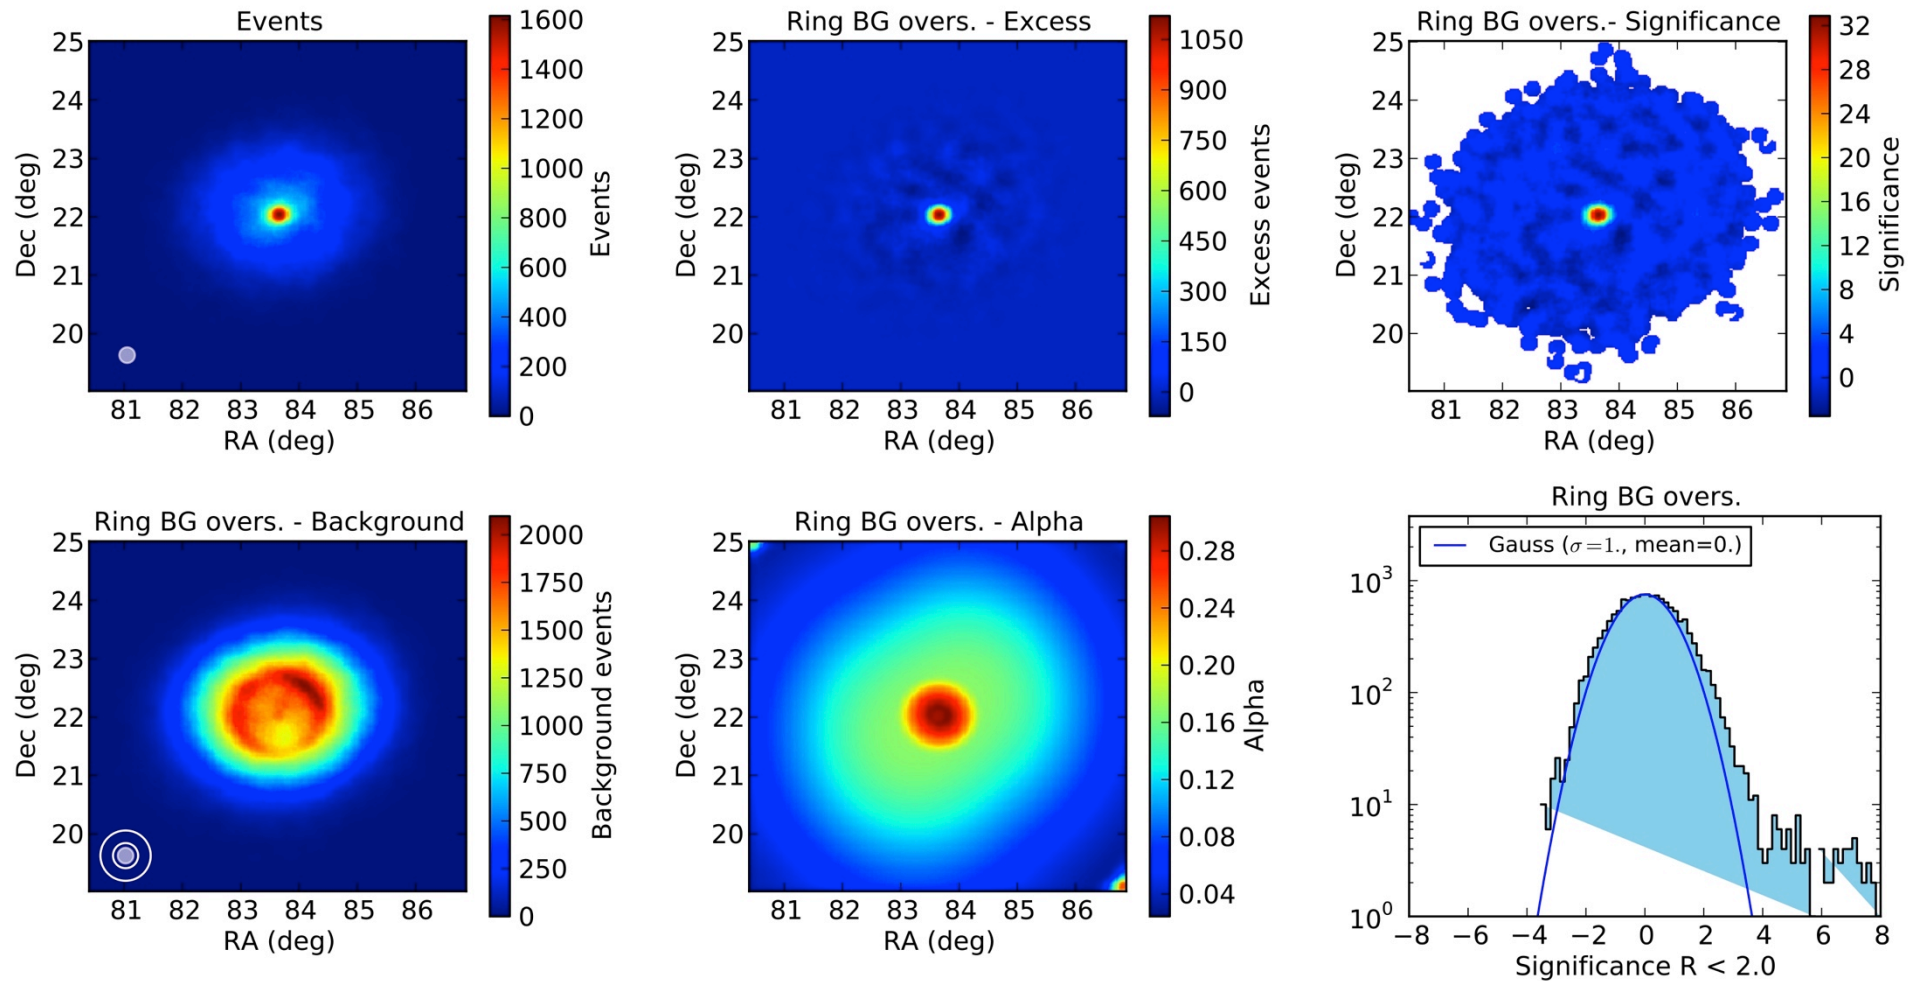 Events
25
24
23
22
21
20
81 82 83 84 85 86
RA (deg)
Dec (deg)
1600
1400
1200
1000
800
600
400
200
0
Events
Ring BG overs. - Excess
25
24
23
22
21
20
81 82 83 84 85 86
RA (deg)
Dec (deg)
1050
900
750
600
450
300
150
0
Excess events
Ring BG overs.- Significance
25
24
23
22
21
20
81 82 83 84 85 86
RA (deg)
Dec (deg)
32
28
24
20
16
12
8
4
0
Significance
Ring BG overs. - Background
25
24
23
22
21
20
81 82 83 84 85 86
RA (deg)
Dec (deg)
2000
1750
1500
1250
1000
750
500
250
0
Background events
Ring BG overs. - Alpha
25
24
23
22
21
20
81 82 83 84 85 86
RA (deg)
Dec (deg)
0.28
0.24
0.20
0.16
0.12
0.08
0.04
Alpha
Ring BG overs.
Gauss (σ=1., mean=0.)
10³
10²
10¹
10⁰
−8 −6 −4 −2 0 2 4 6 8
Significance R < 2.0